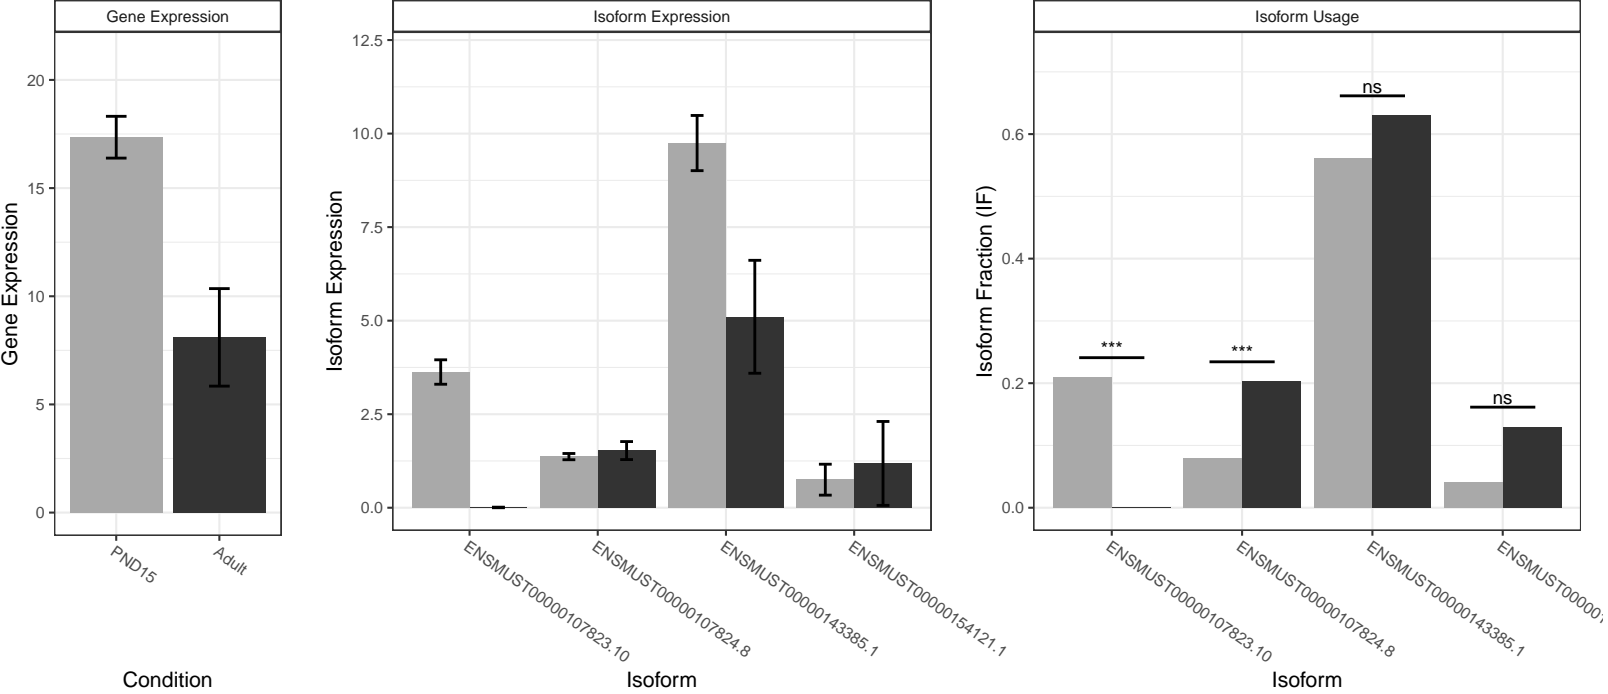 Gene Expression
Gene Expression
20
15
10
5
0
PND15
Adult
Condition
Isoform Expression
Isoform Expression
12.5
10.0
7.5
5.0
2.5
0.0
ENSMUST00000107823.10
ENSMUST00000107824.8
ENSMUST00000143385.1
ENSMUST00000154121.1
Isoform
Isoform Usage
Isoform Fraction (IF)
0.6
0.4
0.2
0.0
***
***
ns
ns
ENSMUST00000107823.10
ENSMUST00000107824.8
ENSMUST00000143385.1
Isoform